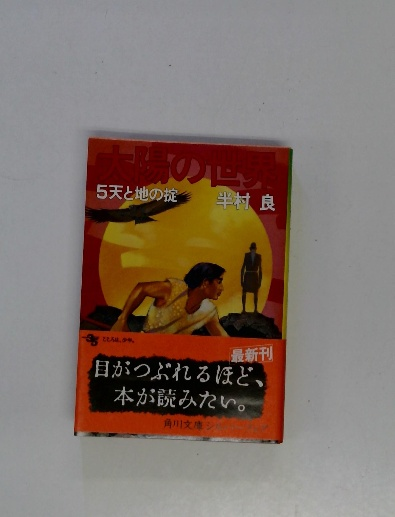 太陽の世界
5天と地の掟
半村 良
最新刊
目がつぶれるほど、
本が読みたい。
角川文庫